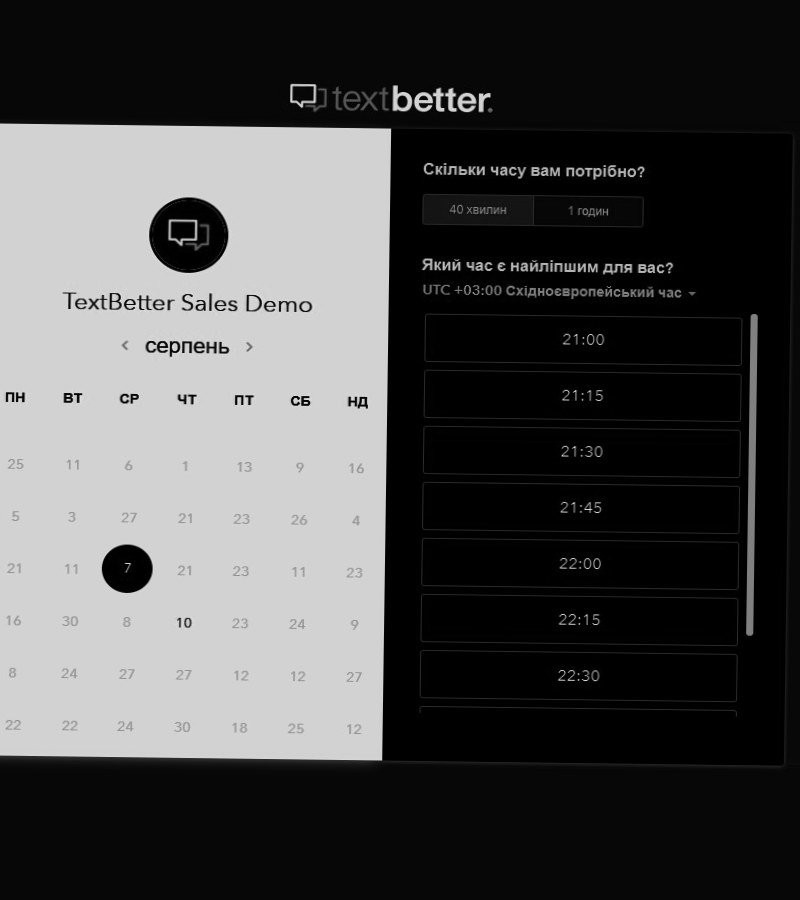 textbetter.
TextBetter Sales Demo
серпень
ПН ВТ СР ЧТ ПТ СБ НД
25 11 6 1 13 9 16
5 3 27 21 23 26 4
21 11 7 21 23 11 23
16 30 8 10 23 24 9
8 24 27 27 12 12 27
22 22 24 30 18 25 12
Скільки часу вам потрібно?
40 хвилин 1 годин
Який час є найліпшим для вас?
UTC +03:00 Східноєвропейський час
21:00
21:15
21:30
21:45
22:00
22:15
22:30